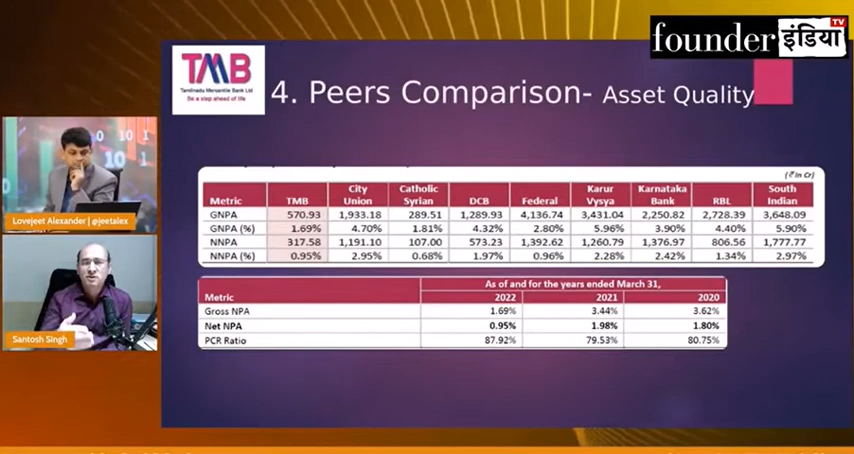 founder इंडिया TV
TMB
Tamilnadu Mercantile Bank Ltd
Be a step ahead of life
4. Peers Comparison- Asset Quality
(₹ in Cr)
Metric TMB City Union Catholic Syrian DCB Federal Karur Vysya Karnataka Bank RBL South Indian
GNPA 570.93 1,933.18 289.51 1,289.93 4,136.74 3,431.04 2,250.82 2,728.39 3,648.09
GNPA (%) 1.69% 4.70% 1.81% 4.32% 2.80% 5.96% 3.90% 4.40% 5.90%
NNPA 317.58 1,191.10 107.00 573.23 1,392.62 1,260.79 1,376.97 806.56 1,777.77
NNPA (%) 0.95% 2.95% 0.68% 1.97% 0.96% 2.28% 2.42% 1.34% 2.97%
As of and for the years ended March 31,
Metric 2022 2021 2020
Gross NPA 1.69% 3.44% 3.62%
Net NPA 0.95% 1.98% 1.80%
PCR Ratio 87.92% 79.53% 80.75%
Lovejeet Alexander | @jeetalex
Santosh Singh